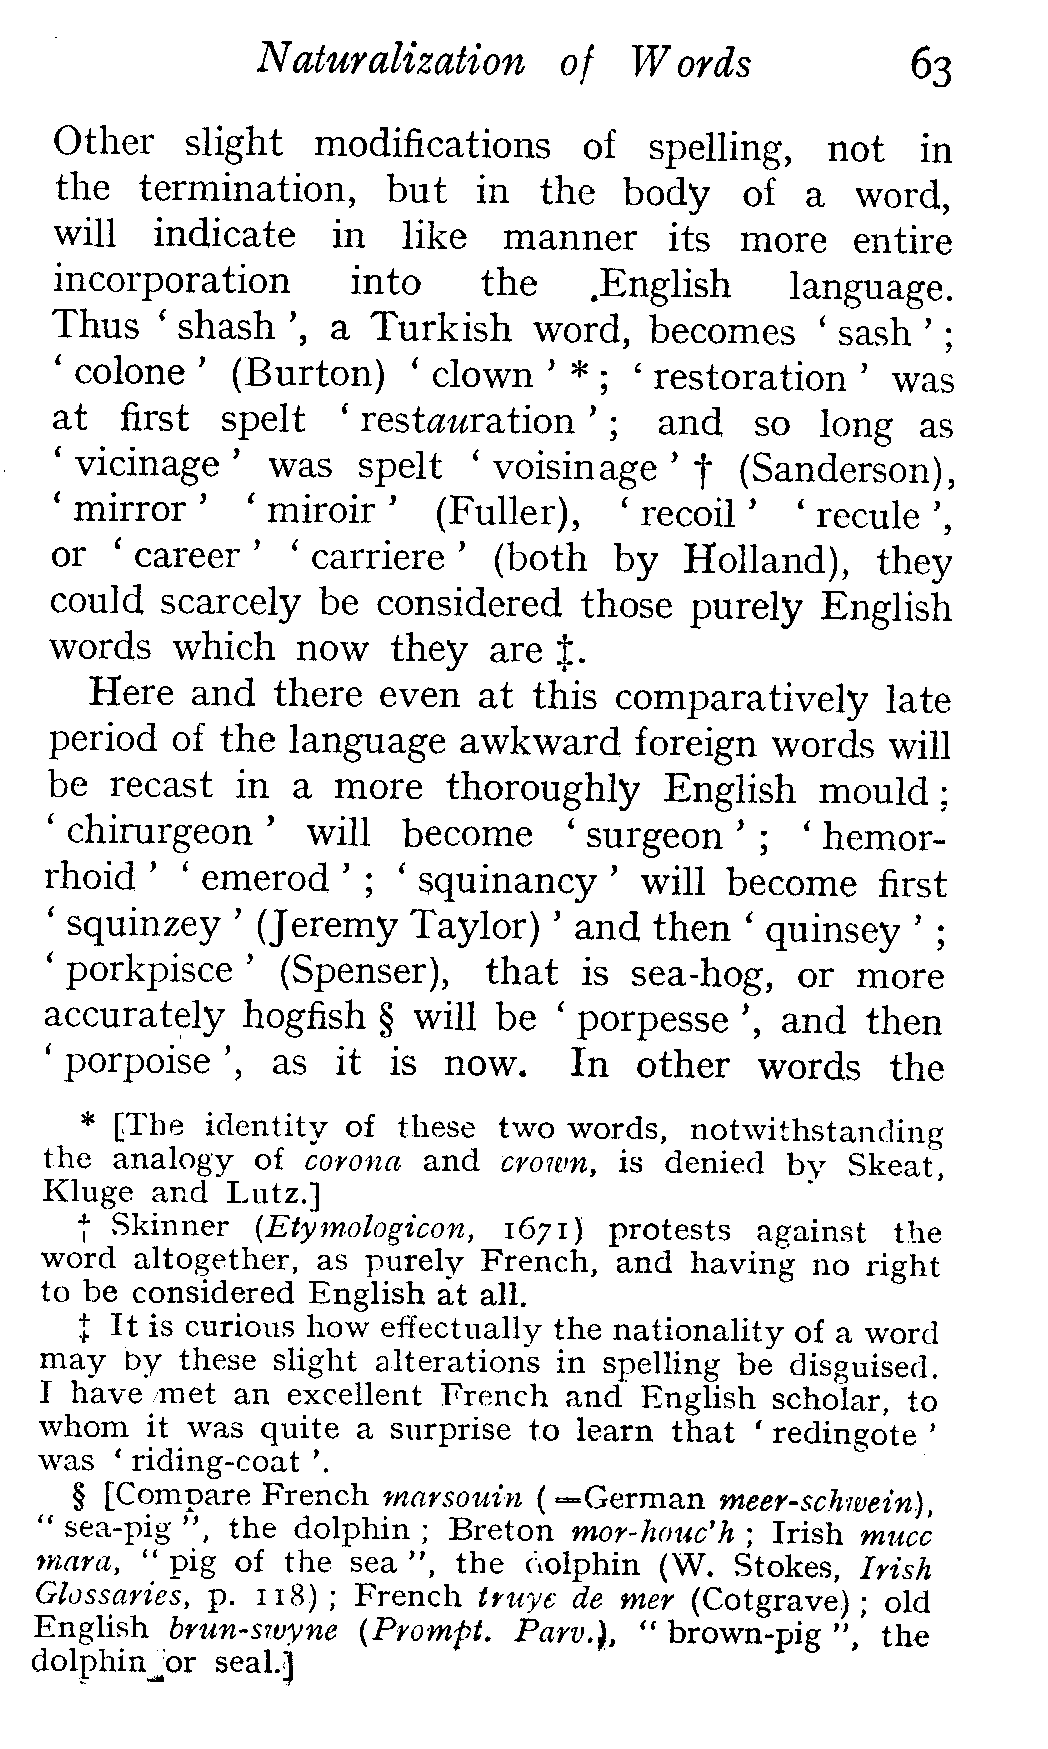 Naturalization of Words 63
Other slight modifications of spelling, not in
the termination, but in the body of a word,
will indicate in like manner its more entire
incorporation into the .English language.
Thus ‘ shash ’, a Turkish word, becomes ‘ sash ’ ;
‘ colone ’ (Burton) ‘ clown ’ * ; ‘ restoration ’ was
at first spelt ‘ restauration ’ ; and so long as
‘ vicinage ’ was spelt ‘ voisinage ’ † (Sanderson),
‘ mirror ’ ‘ miroir ’ (Fuller), ‘ recoil ’ ‘ recule ’,
or ‘ career ’ ‘ carriere ’ (both by Holland), they
could scarcely be considered those purely English
words which now they are ‡.
Here and there even at this comparatively late
period of the language awkward foreign words will
be recast in a more thoroughly English mould ;
‘ chirurgeon ’ will become ‘ surgeon ’ ; ‘ hemor-
rhoid ’ ‘ emerod ’ ; ‘ squinancy ’ will become first
‘ squinzey ’ (Jeremy Taylor) ’ and then ‘ quinsey ’ ;
‘ porkpisce ’ (Spenser), that is sea-hog, or more
accurately hogfish § will be ‘ porpesse ’, and then
‘ porpoise ’, as it is now. In other words the
* [The identity of these two words, notwithstanding
the analogy of corona and crown, is denied by Skeat,
Kluge and Lutz.]
† Skinner (Etymologicon, 1671) protests against the
word altogether, as purely French, and having no right
to be considered English at all.
‡ It is curious how effectually the nationality of a word
may by these slight alterations in spelling be disguised.
I have met an excellent French and English scholar, to
whom it was quite a surprise to learn that ‘ redingote ’
was ‘ riding-coat ’.
§ [Compare French marsouin (=German meer-schwein),
“ sea-pig ”, the dolphin ; Breton mor-houc'h ; Irish mucc
mara, “ pig of the sea ”, the dolphin (W. Stokes, Irish
Glossaries, p. 118) ; French truye de mer (Cotgrave) ; old
English brun-swyne (Prompt. Parv.), “ brown-pig ”, the
dolphin or seal.]